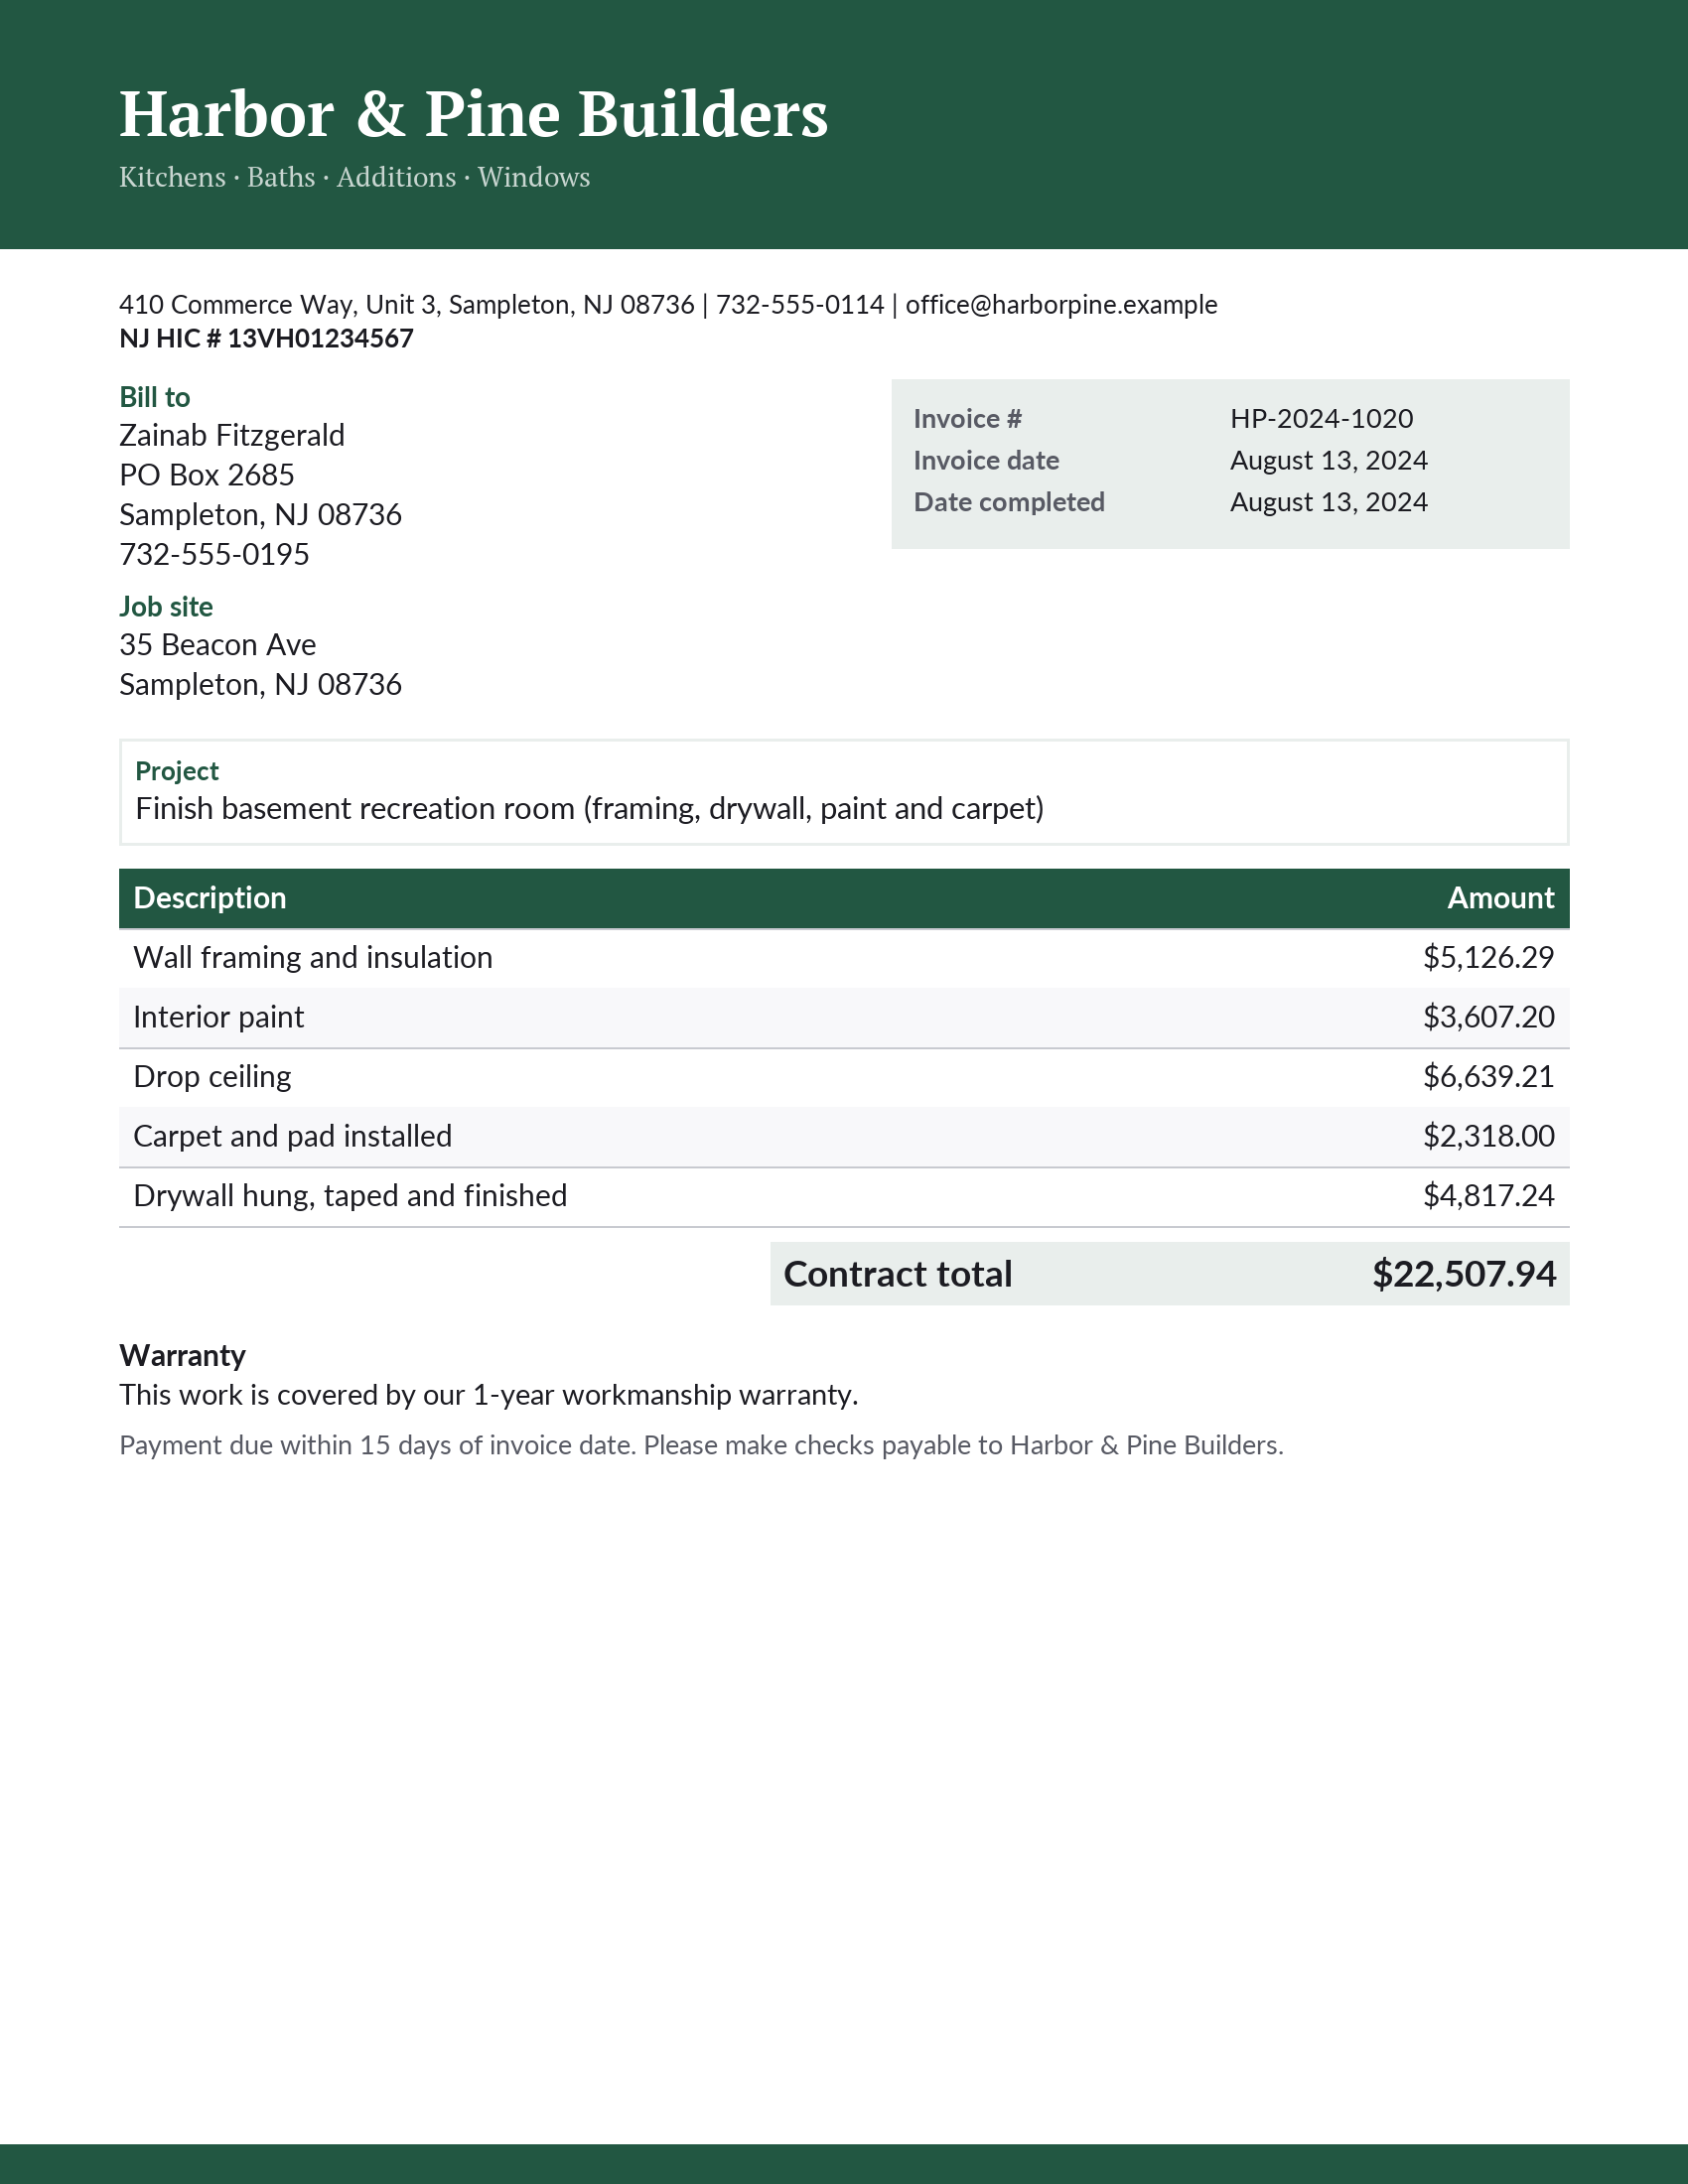 Harbor & Pine Builders
Kitchens · Baths · Additions · Windows
410 Commerce Way, Unit 3, Sampleton, NJ 08736 | 732-555-0114 | office@harborpine.example
NJ HIC # 13VH01234567
Bill to
Zainab Fitzgerald
PO Box 2685
Sampleton, NJ 08736
732-555-0195
Invoice # HP-2024-1020
Invoice date August 13, 2024
Date completed August 13, 2024
Job site
35 Beacon Ave
Sampleton, NJ 08736
Project
Finish basement recreation room (framing, drywall, paint and carpet)
Description Amount
Wall framing and insulation $5,126.29
Interior paint $3,607.20
Drop ceiling $6,639.21
Carpet and pad installed $2,318.00
Drywall hung, taped and finished $4,817.24
Contract total $22,507.94
Warranty
This work is covered by our 1-year workmanship warranty.
Payment due within 15 days of invoice date. Please make checks payable to Harbor & Pine Builders.